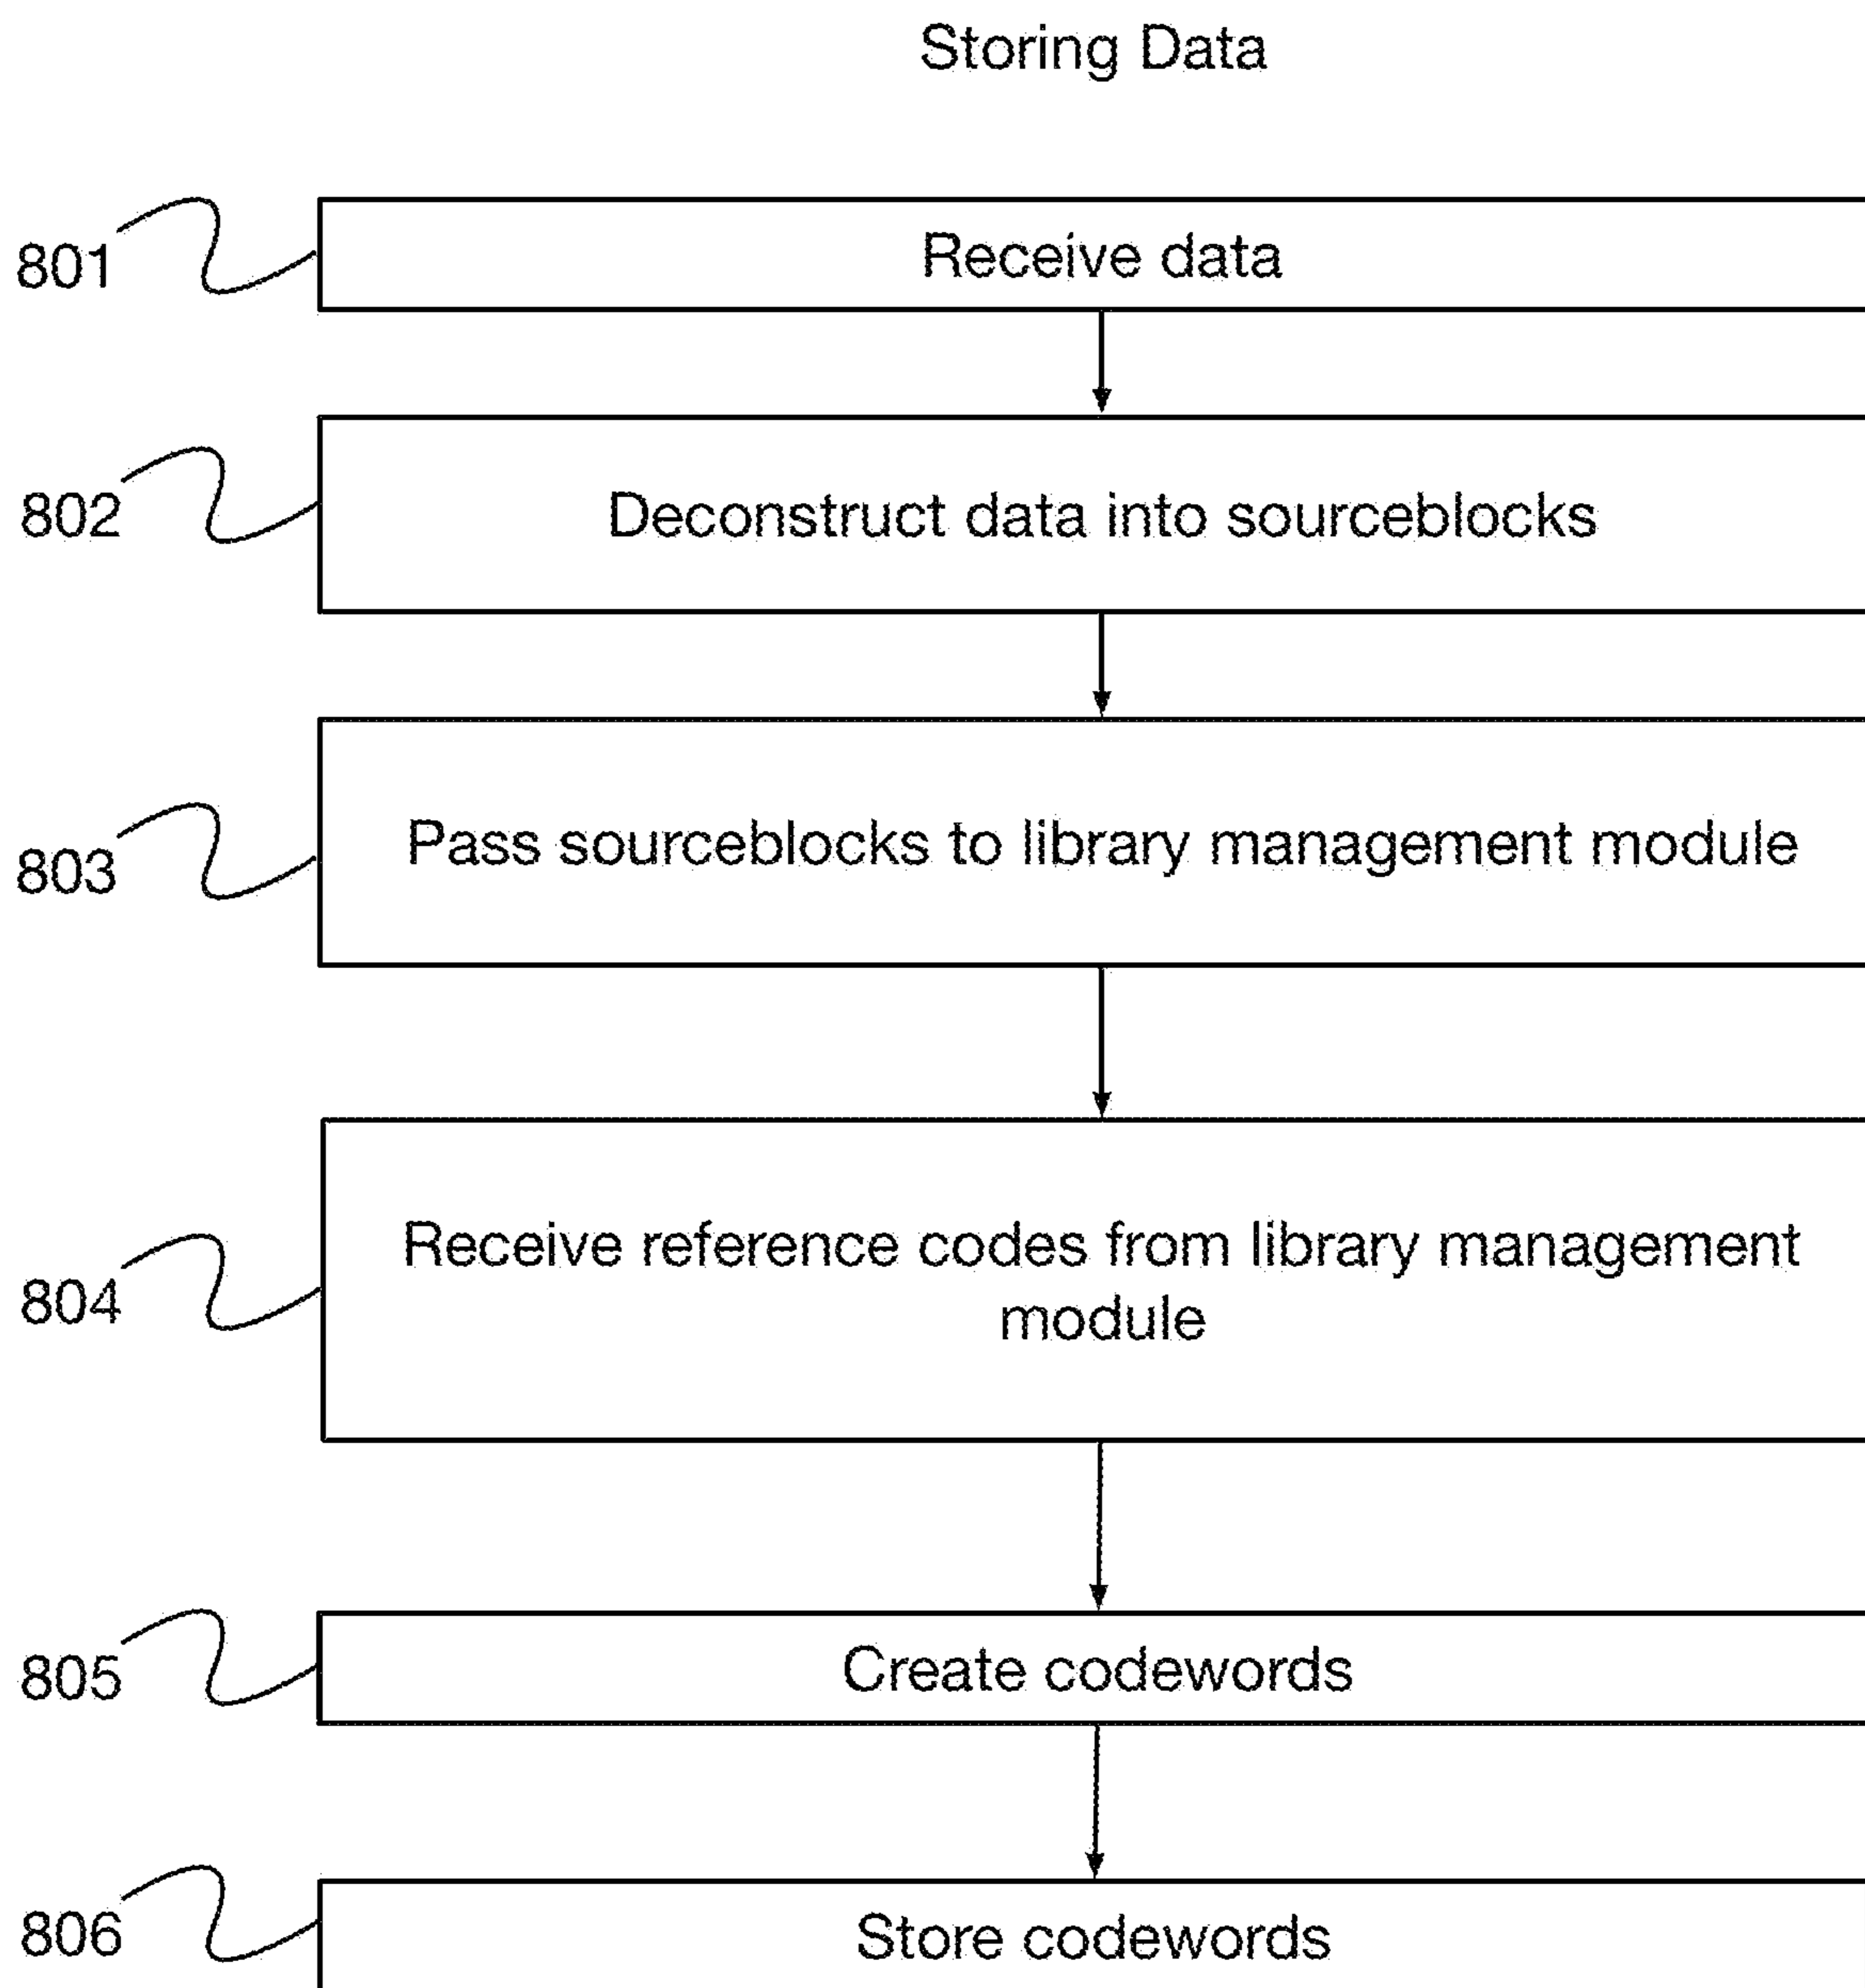 Storing Data
801
Receive data
802
Deconstruct data into sourceblocks
803
Pass sourceblocks to library management module
804
Receive reference codes from library management
module
805
Create codewords
806
Store codewords